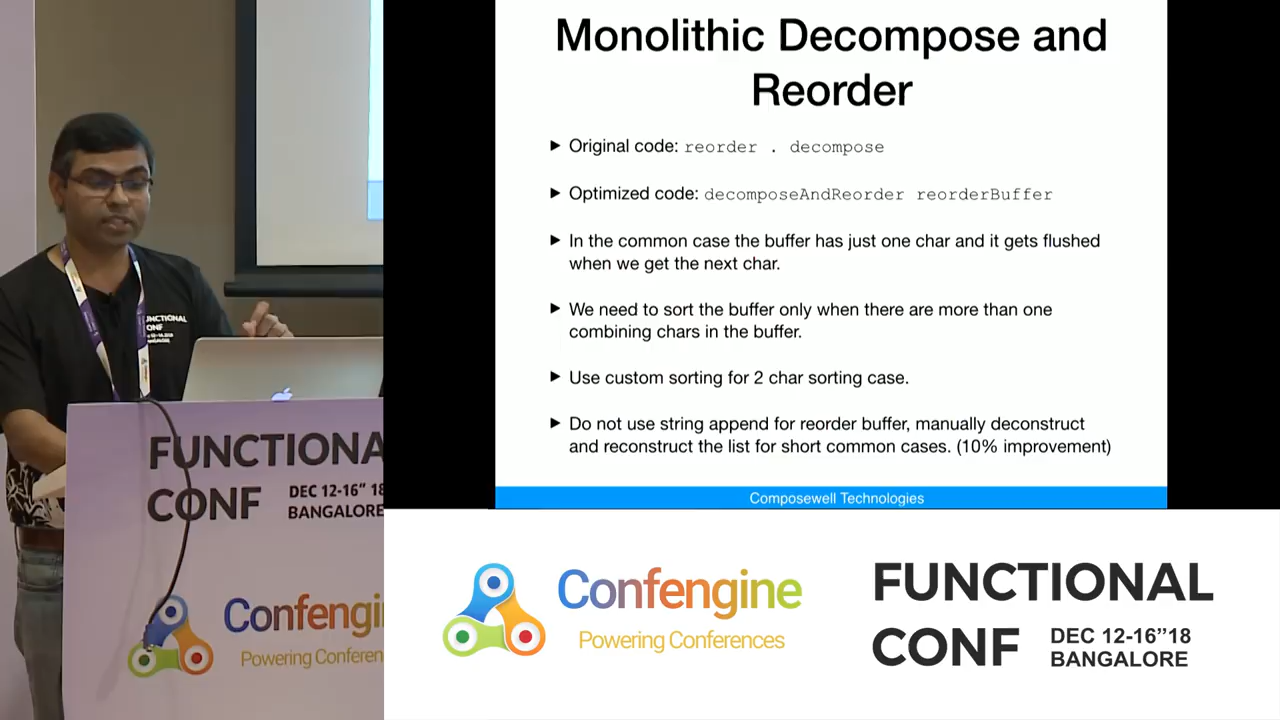 Monolithic Decompose and
Reorder
▶ Original code: reorder . decompose
▶ Optimized code: decomposeAndReorder reorderBuffer
▶ In the common case the buffer has just one char and it gets flushed
when we get the next char.
▶ We need to sort the buffer only when there are more than one
combining chars in the buffer.
▶ Use custom sorting for 2 char sorting case.
▶ Do not use string append for reorder buffer, manually deconstruct
and reconstruct the list for short common cases. (10% improvement)
Composewell Technologies
UNCTIONAL
CONF
BANGALORE
FUNCTIONA
CONF
DEC 12-16" 18
BANGALORE
Confengin
Powering Conferen
Confengine
Powering Conferences
FUNCTIONAL
CONF
DEC 12-16"18
BANGALORE